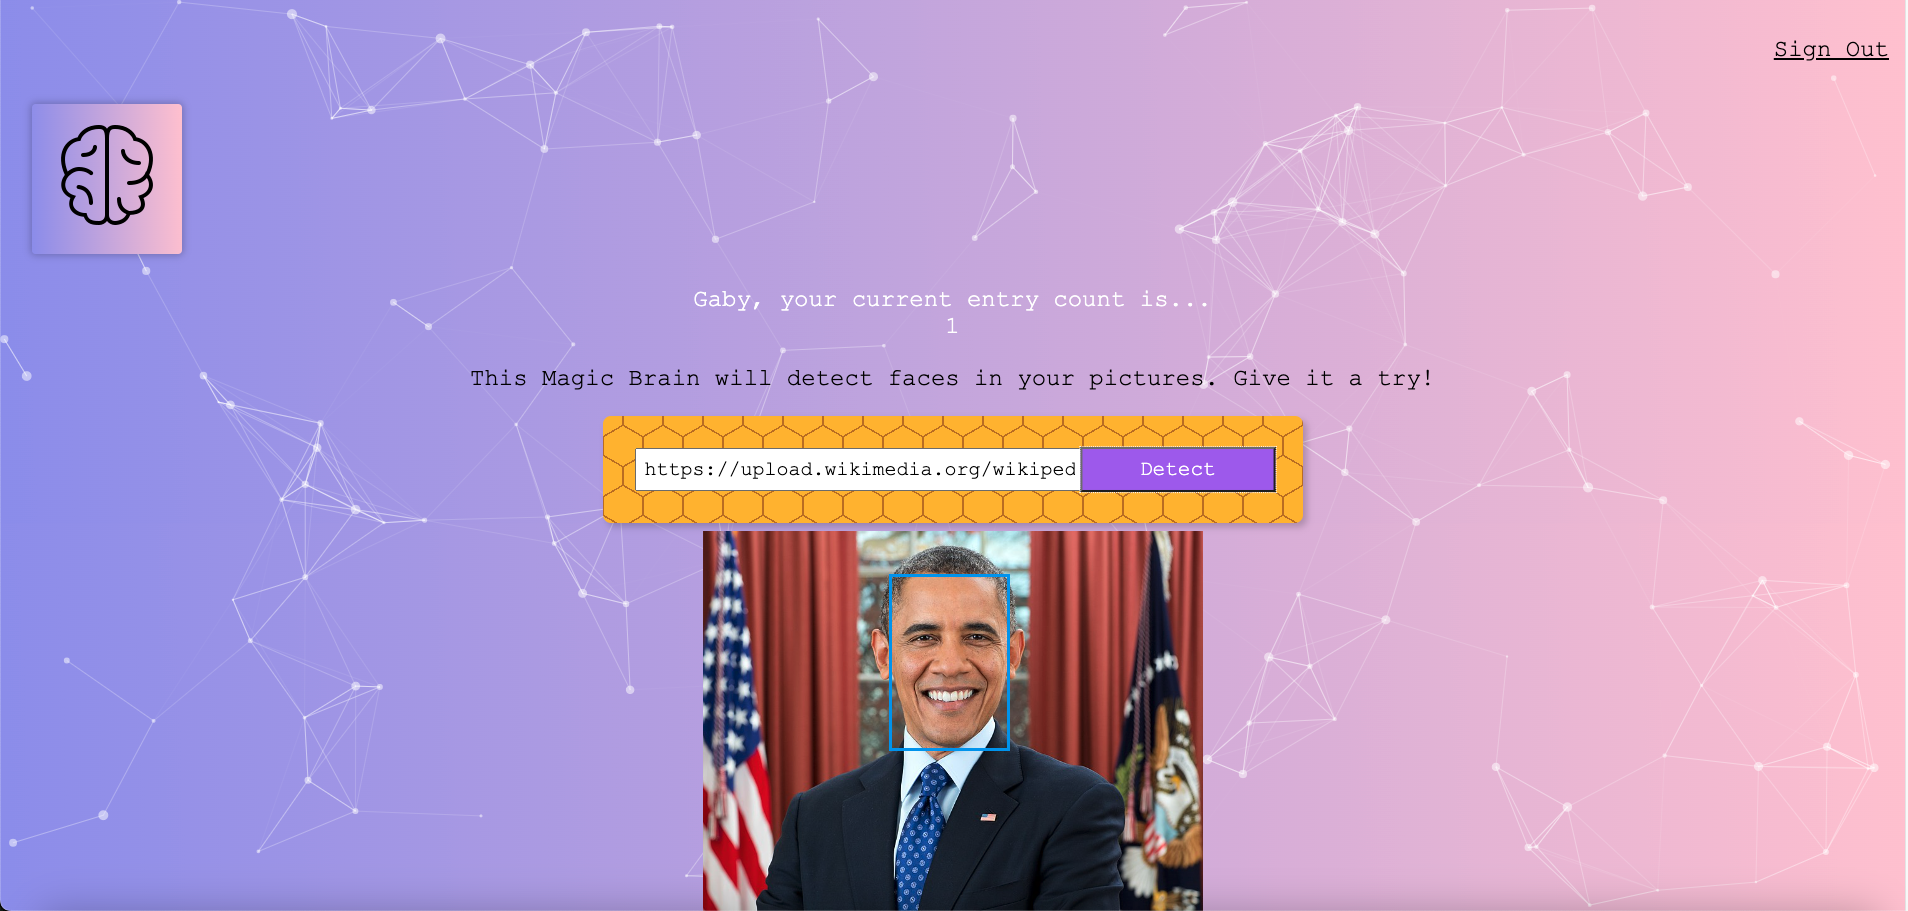 Sign Out
Gaby, your current entry count is...
1
This Magic Brain will detect faces in your pictures. Give it a try!
https://upload.wikimedia.org/wikiped
Detect